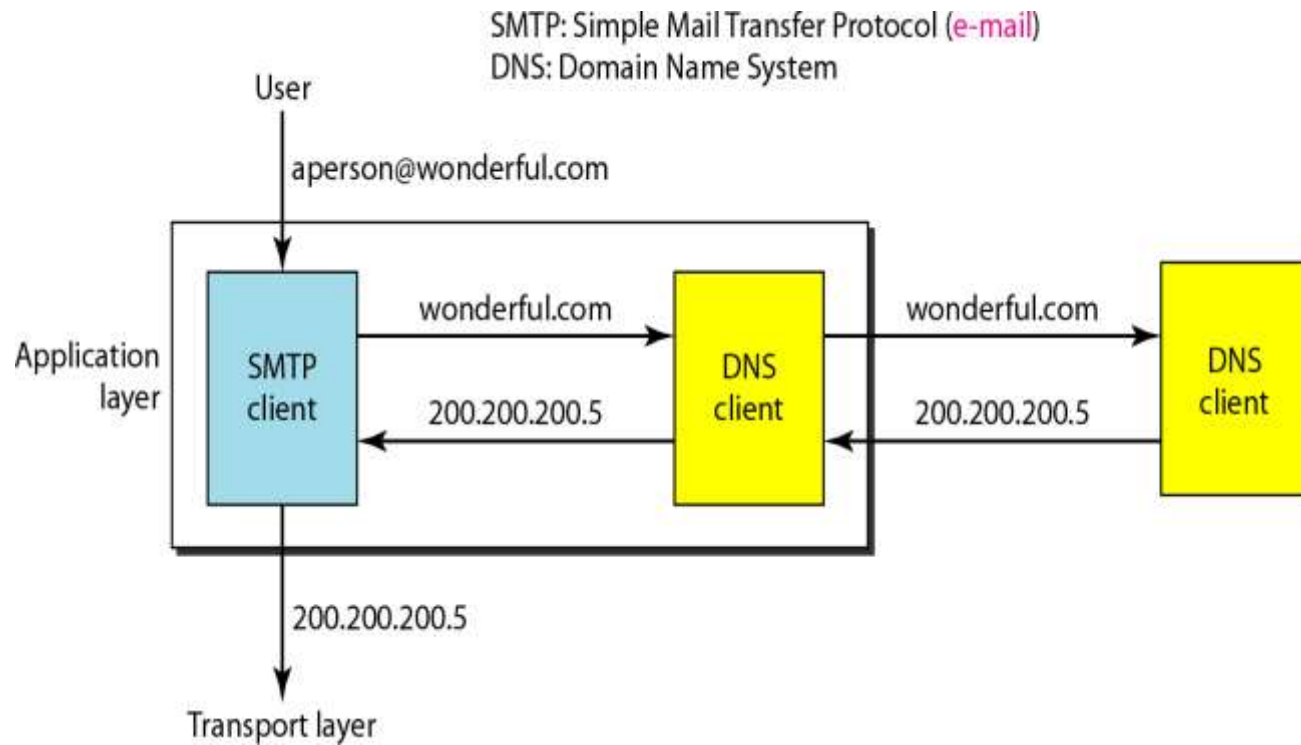 SMTP: Simple Mail Transfer Protocol (e-mail)
DNS: Domain Name System
User
aperson@wonderful.com
wonderful.com
wonderful.com
Application
layer
SMTP
client
DNS
client
DNS
client
200.200.200.5
200.200.200.5
200.200.200.5
Transport layer